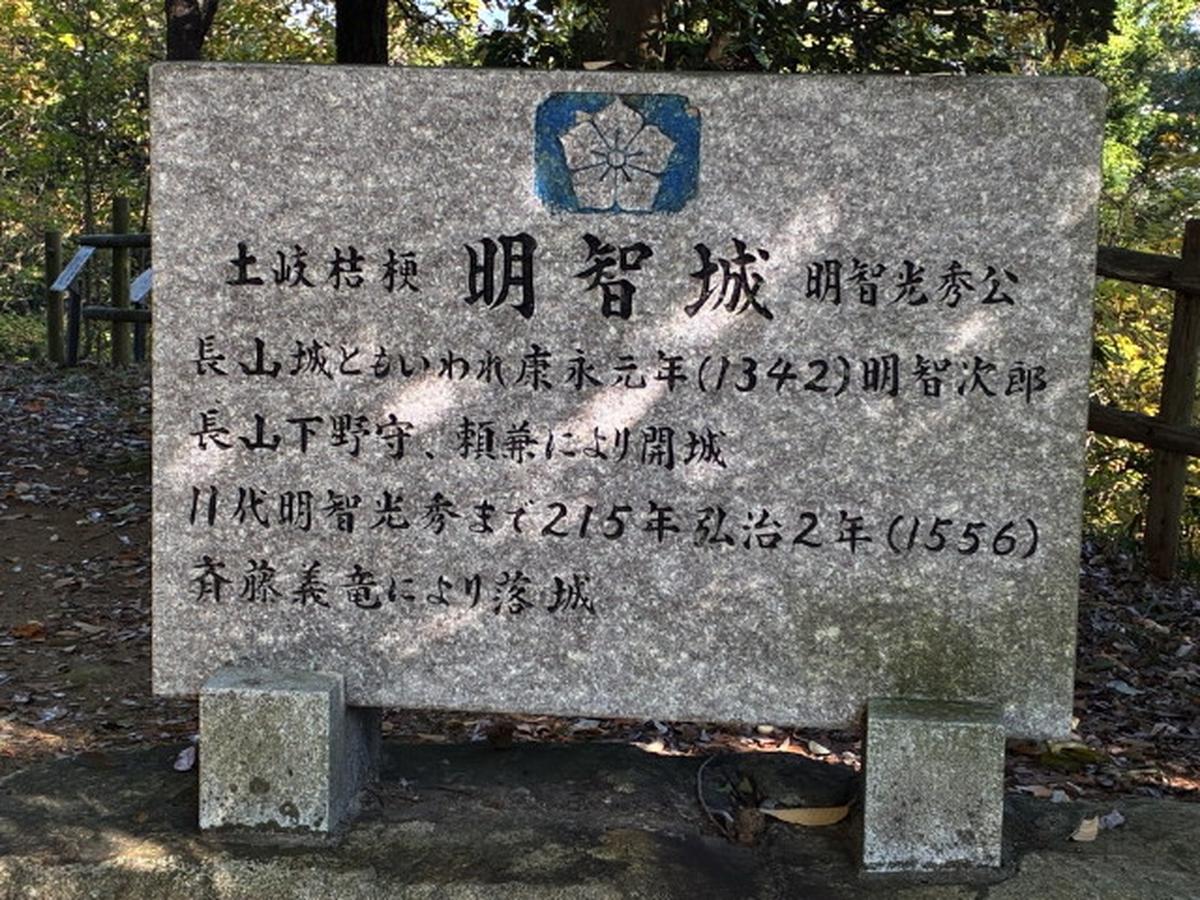 土岐桔梗 明智城 明智光秀公
長山城ともいわれ康永元年(1342)明智次郎
長山下野守、頼兼により開城
11代明智光秀まで215年弘治2年(1556)
斉藤義竜により落城